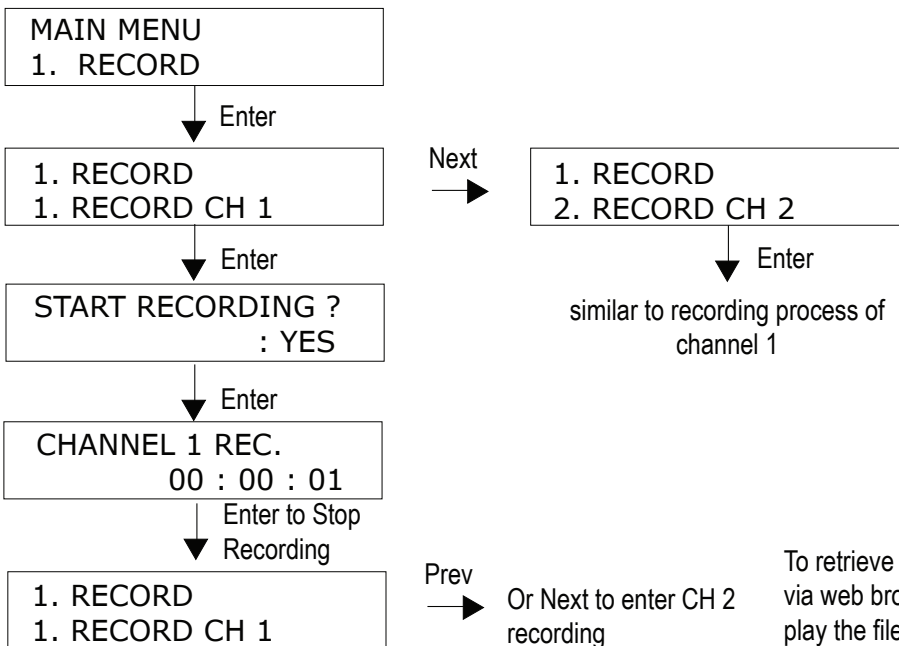 MAIN MENU
1. RECORD
Enter
1. RECORD
1. RECORD CH 1
Next
1. RECORD
2. RECORD CH 2
Enter
Enter
START RECORDING ?
: YES
similar to recording process of
channel 1
Enter
CHANNEL 1 REC.
00 : 00 : 01
Enter to Stop
Recording
1. RECORD
1. RECORD CH 1
Prev
Or Next to enter CH 2
recording
To retrieve
via web
play the file